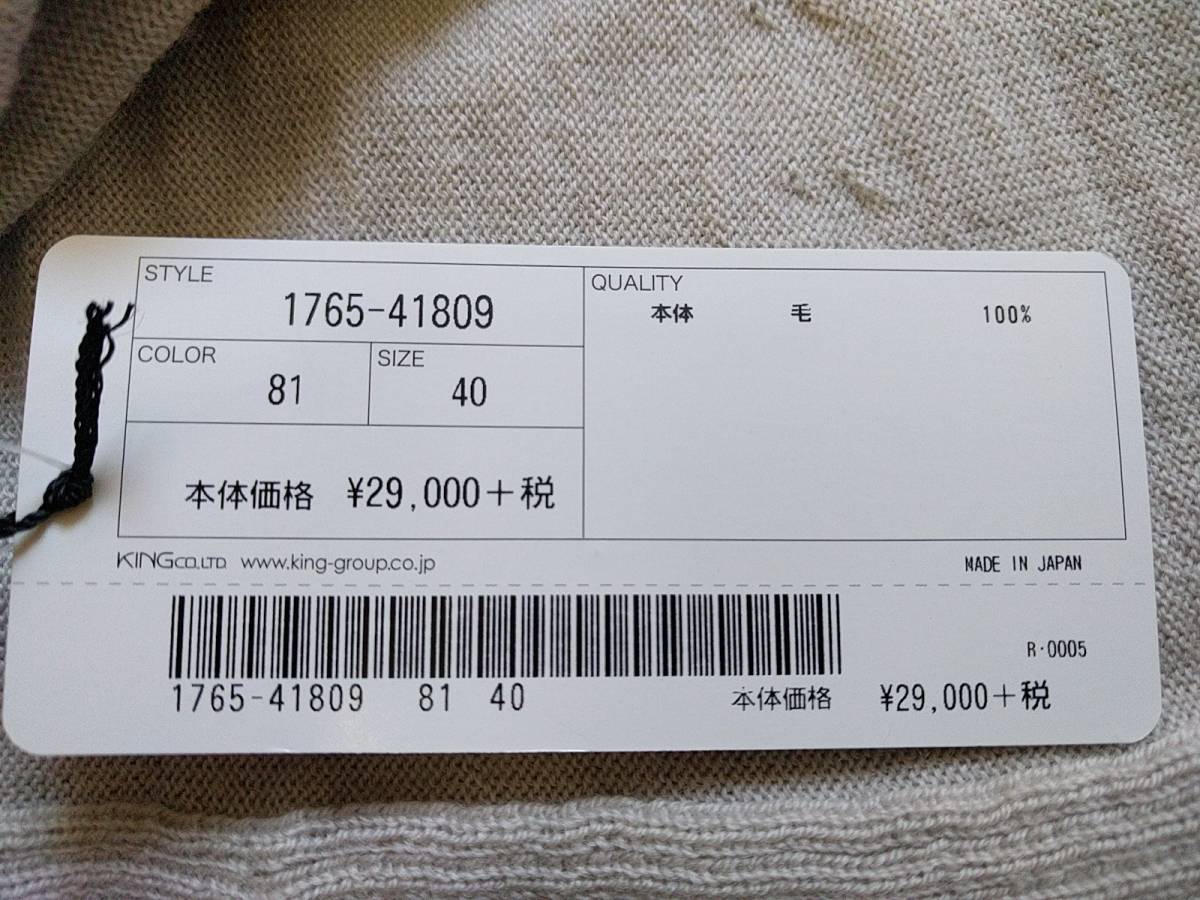 STYLE
1765-41809
COLOR
81
SIZE
40
本体価格 ¥29,000+税
QUALITY
本体 毛 100%
KING CO.,LTD www.king-group.co.jp
MADE IN JAPAN
R·0005
1765-41809 81 40 本体価格 ¥29,000+税